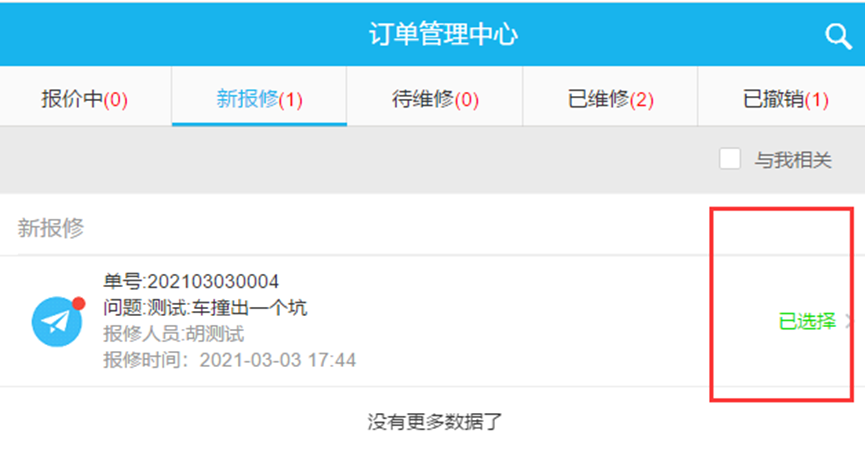 订单管理中心
报价中(0) 新报修(1) 待维修(0) 已维修(2) 已撤销(1)
与我相关
新报修
单号:202103030004
问题:测试:车撞出一个坑
报修人员:胡测试
已选择
报修时间：2021-03-03 17:44
没有更多数据了